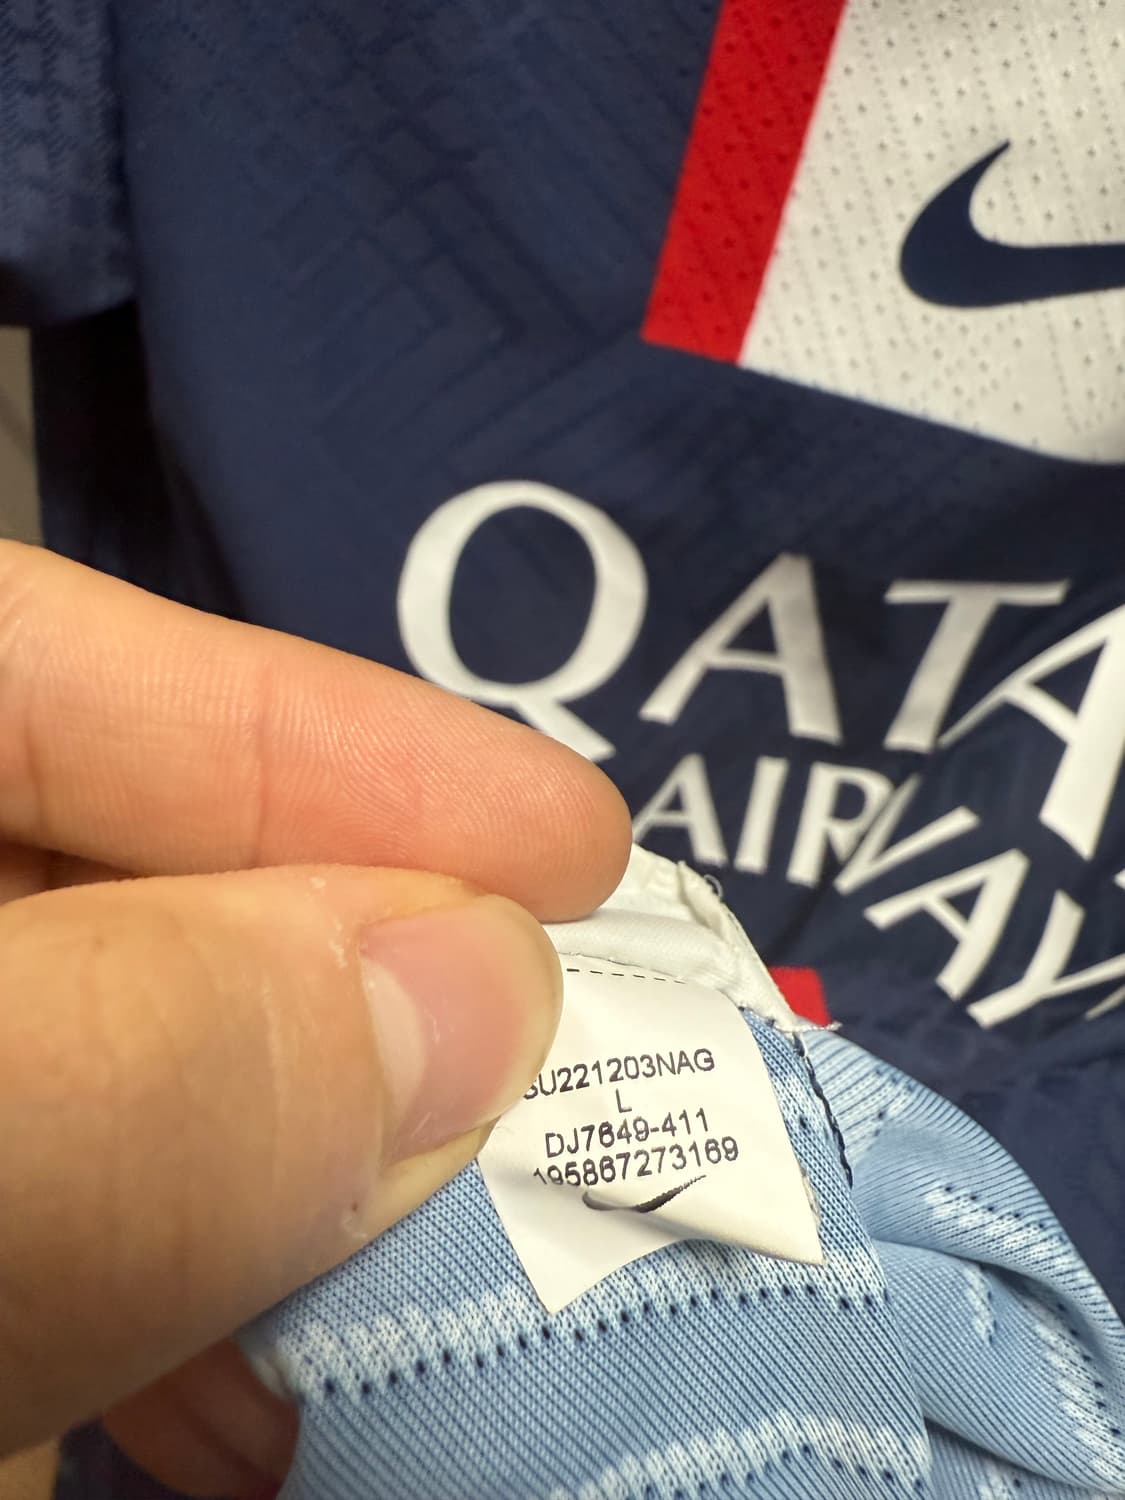 QATA
AIRWAY
SU221203NAG
L
DJ7649-411
195867273169